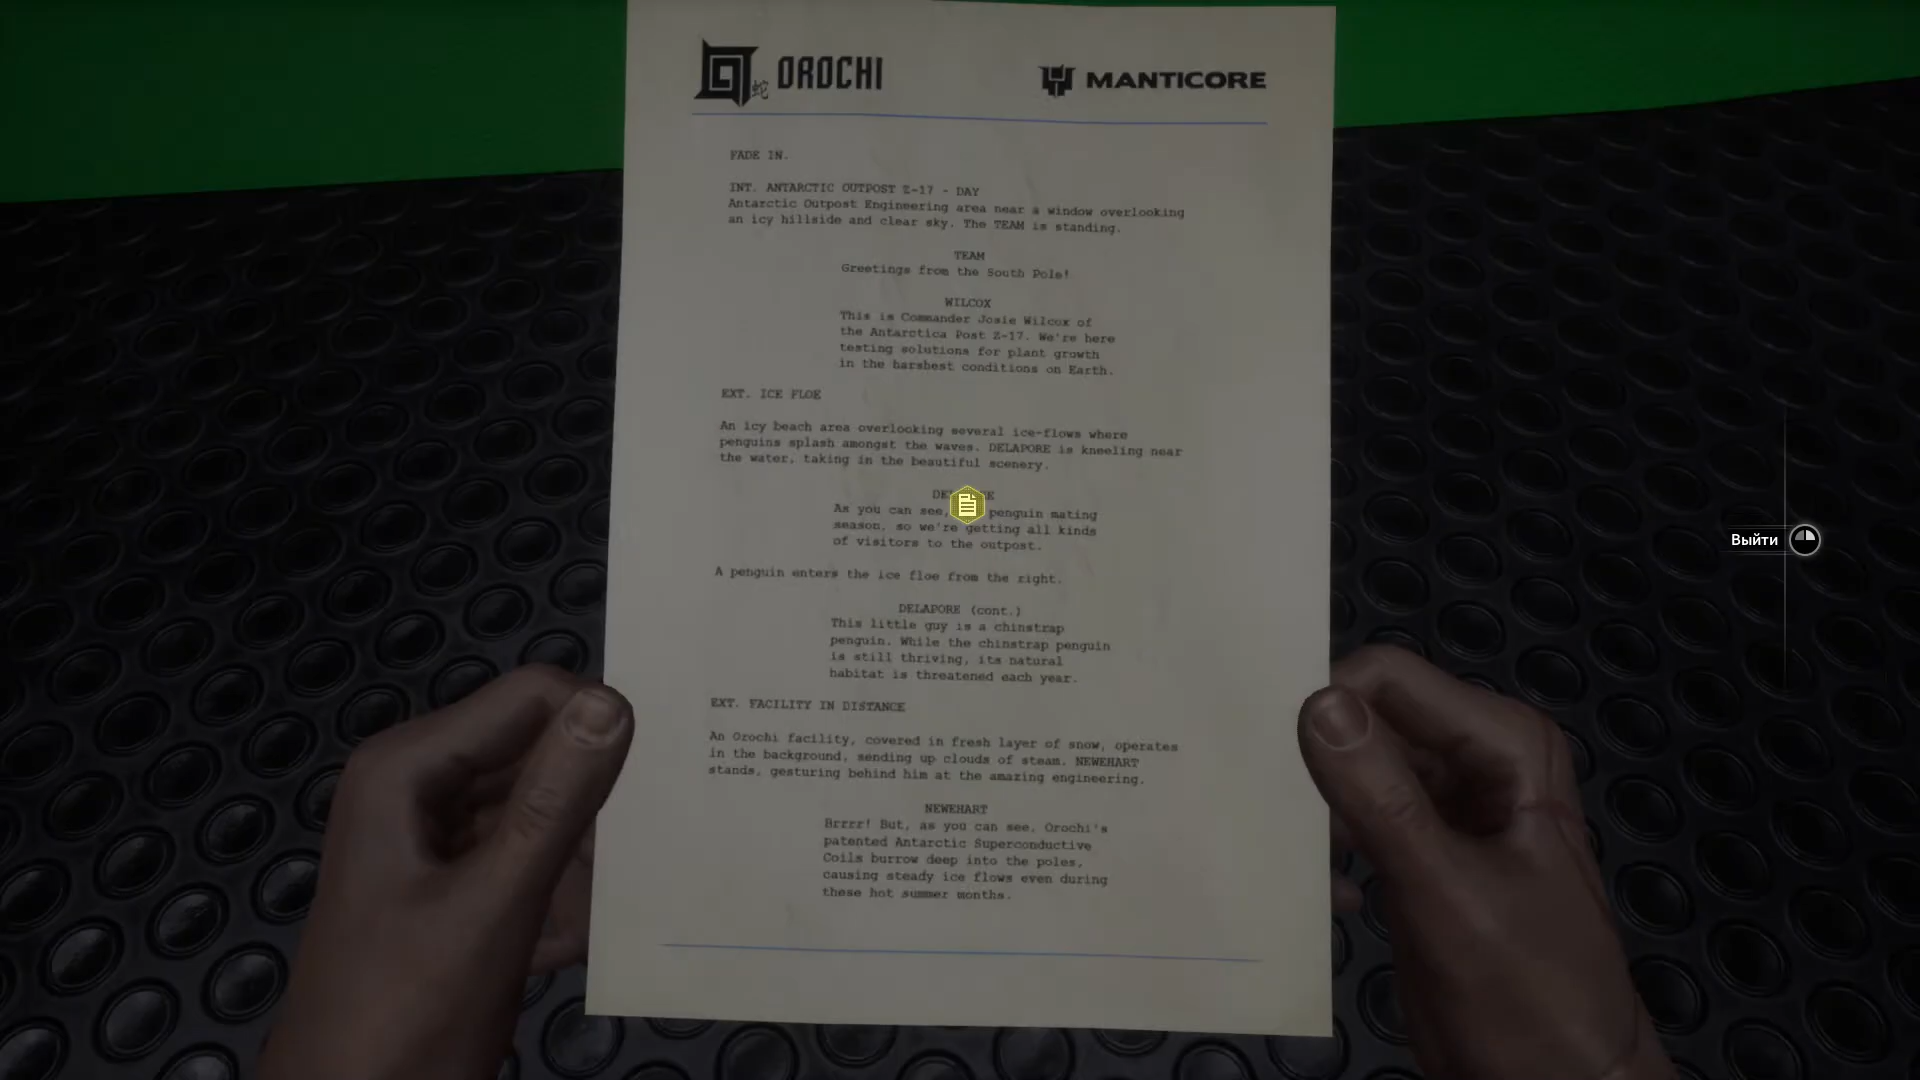 OROCHI
MANTICORE
FADE IN.
INT. ANTARCTIC OUTPOST Z-17 - DAY
Antarctic Outpost Engineering area near a window overlooking
an icy hillside and clear sky. The TEAM is standing.
TEAM
Greetings from the South Pole!
WILCOX
This is Commander Josie Wilcox of
the Antarctica Post Z-17. We're here
testing solutions for plant growth
in the harshest conditions on Earth.
EXT. ICE FLOE
An icy beach area overlooking several ice-flows where
penguins splash amongst the waves. DELAPORE is kneeling near
the water, taking in the beautiful scenery.
As you can see, penguin mating
season, so we're getting all kinds
of visitors to the outpost.
A penguin enters the ice floe from the right.
DELAPORE (cont.)
This little guy is a chinstrap
penguin. While the chinstrap penguin
is still thriving, its natural
habitat is threatened each year.
EXT. FACILITY IN DISTANCE
An Orochi facility, covered in fresh layer of snow, operates
in the background, sending up clouds of steam. NEWEHART
stands, gesturing behind him at the amazing engineering.
NEWEHART
Brrrr! But, as you can see, Orochi's
patented Antarctic Superconductive
Coils burrow deep into the poles,
causing steady ice flows even during
these hot summer months.
Выйти